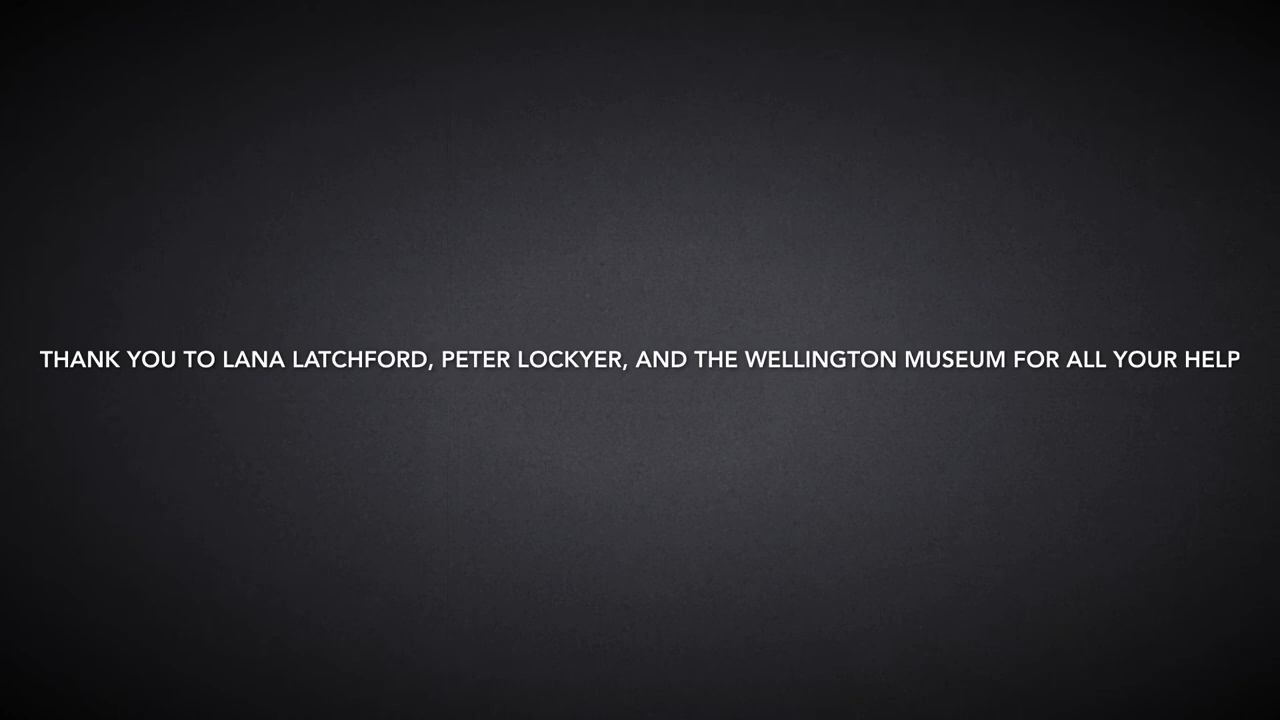 THANK YOU TO LANA LATCHFORD, PETER LOCKYER, AND THE WELLINGTON MUSEUM FOR ALL YOUR HELP